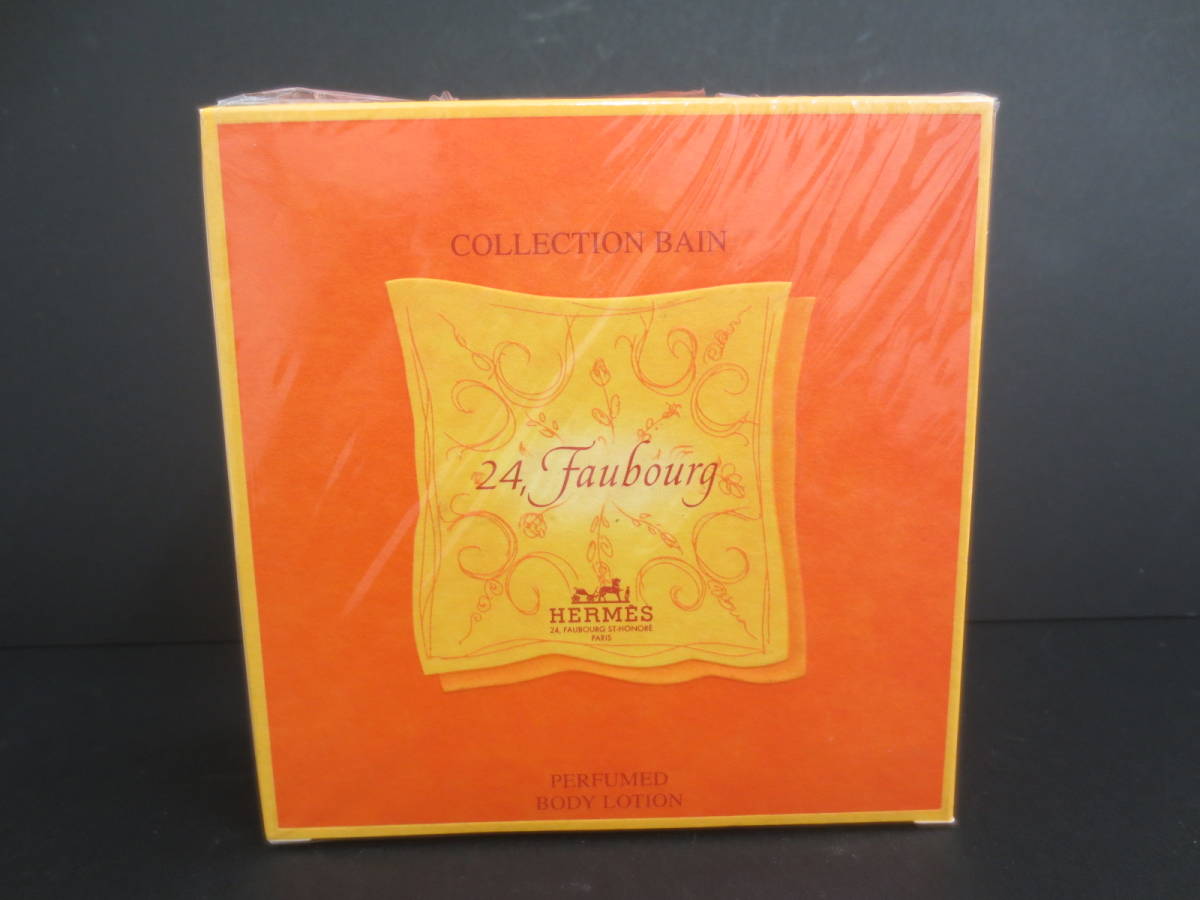 COLLECTION BAIN
24, Faubourg
HERMÈS
24, FAUBOURG ST-HONORÉ
PARIS
PERFUMED
BODY LOTION